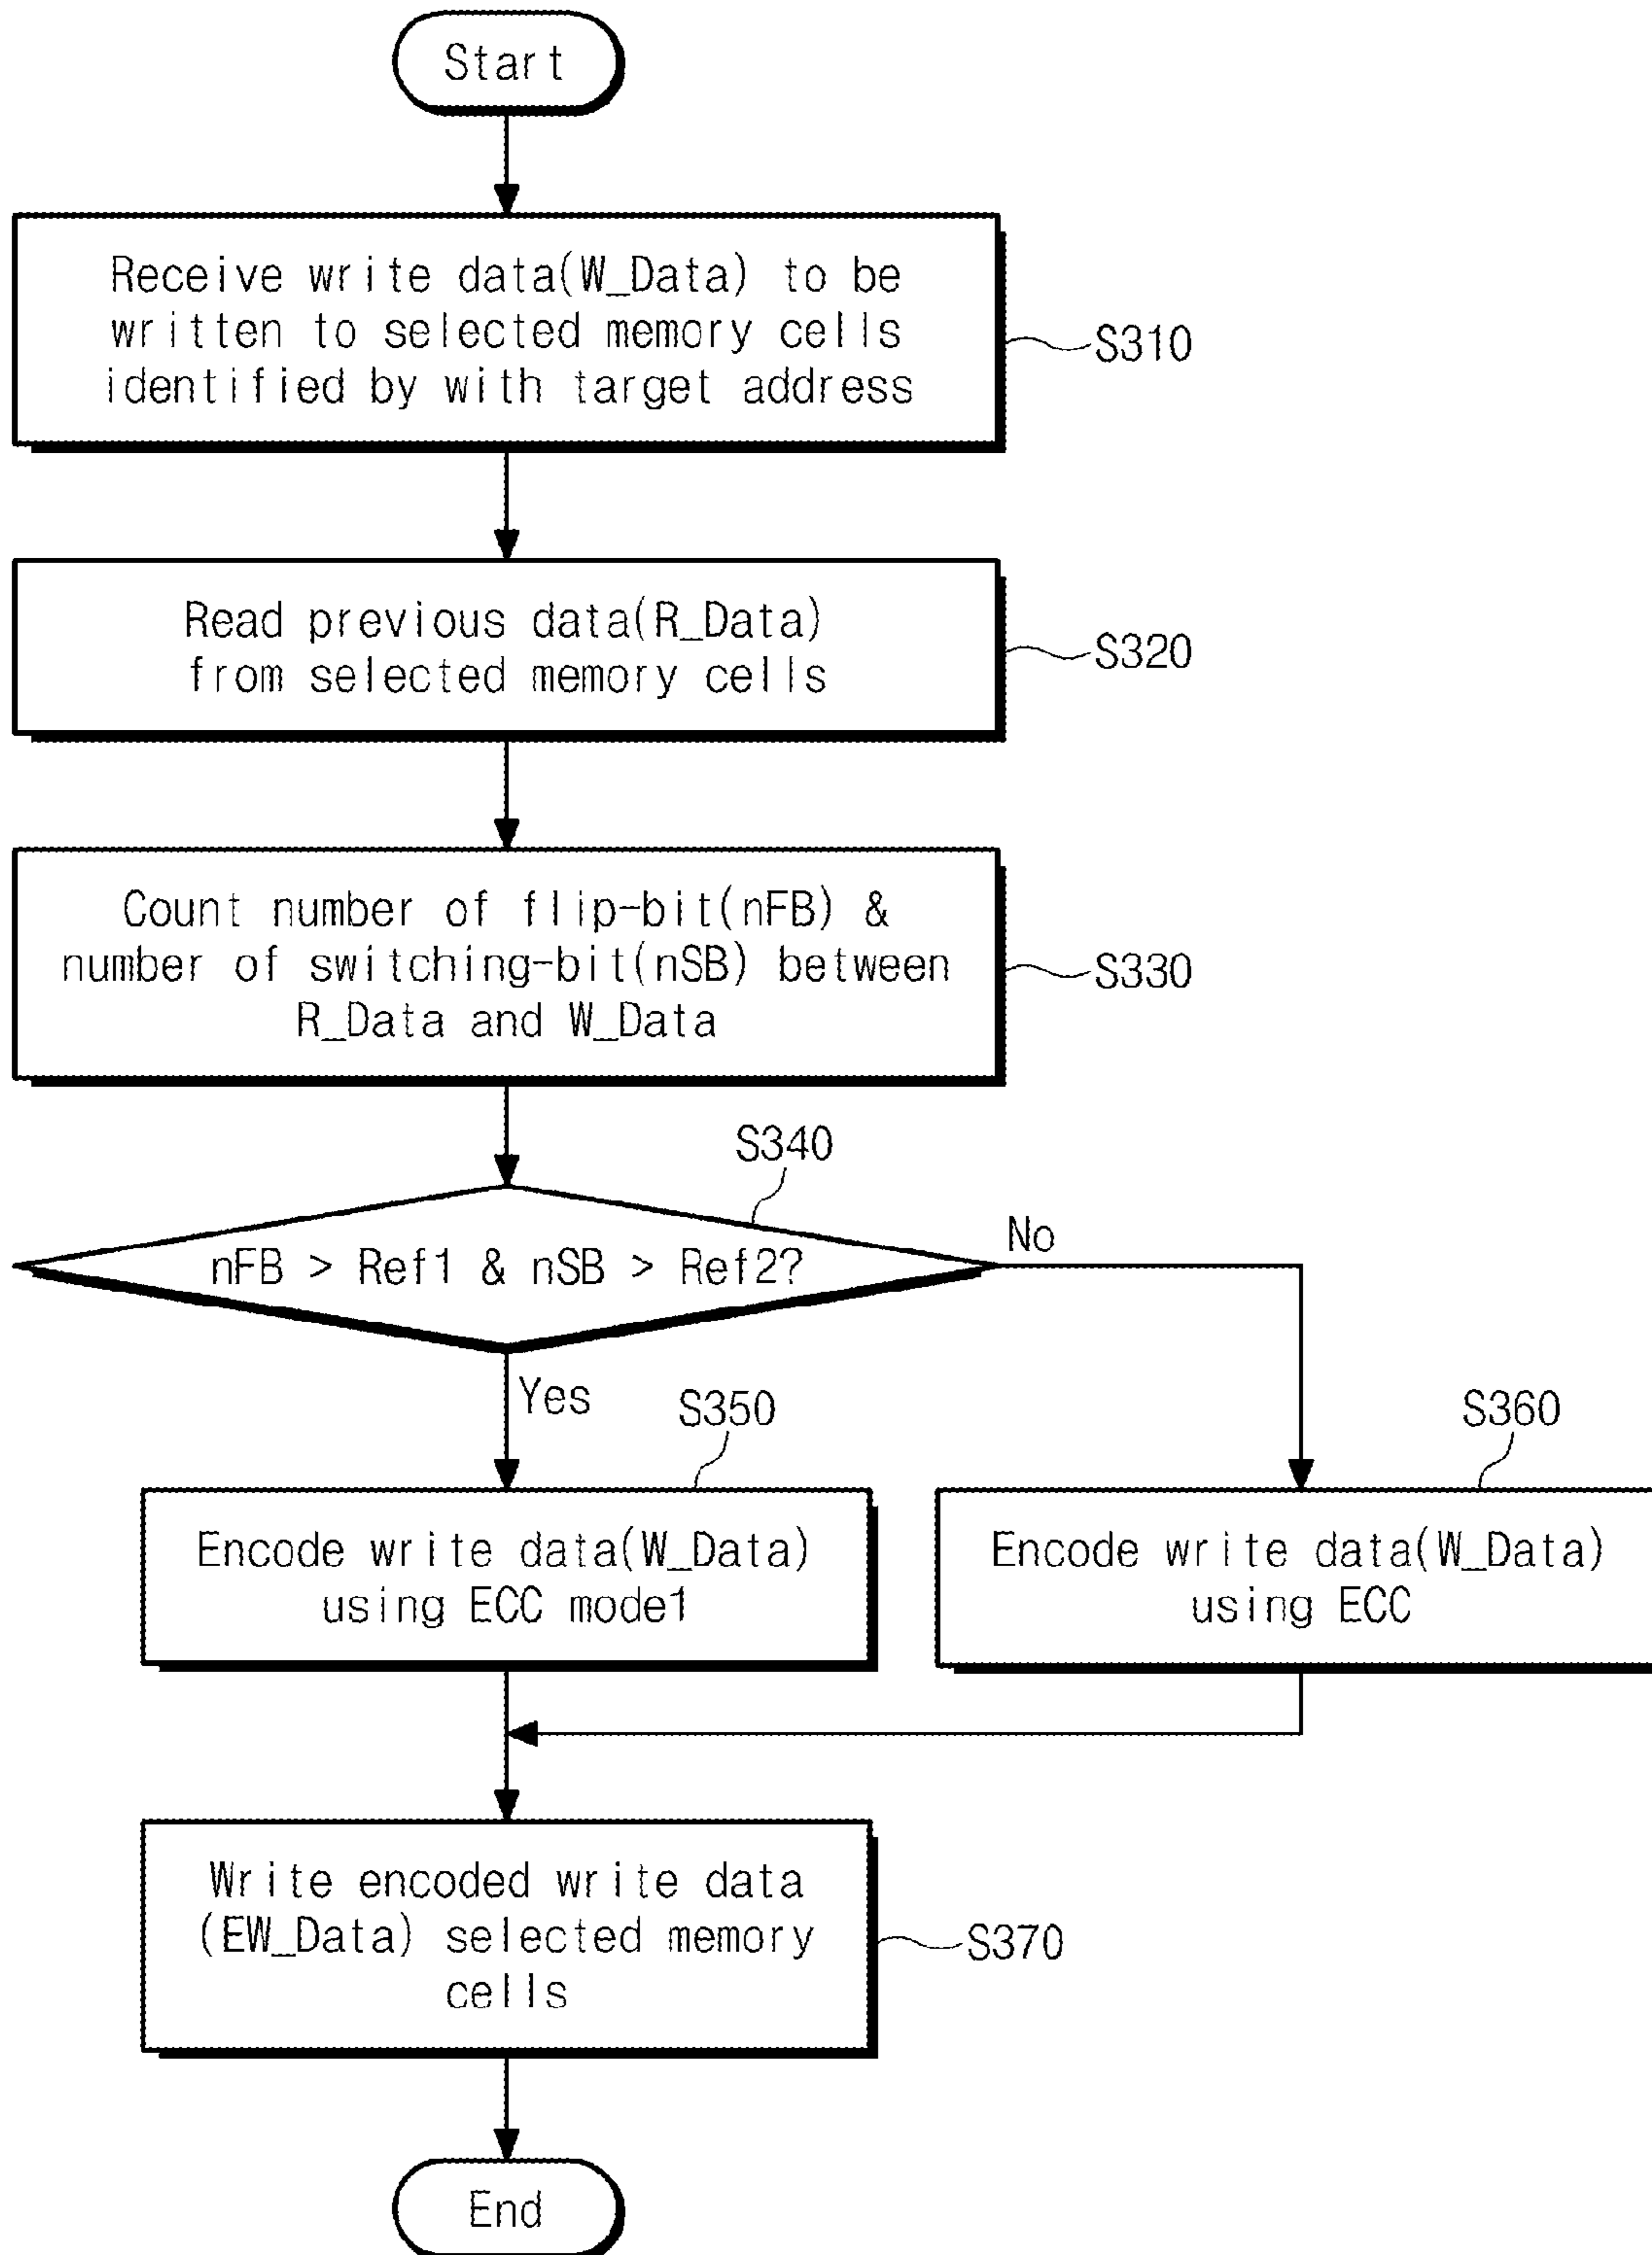 Start
Receive write data(W_Data) to be
written to selected memory cells
identified by with target address
S310
Read previous data(R_Data)
from selected memory cells
S320
Count number of flip-bit(nFB) &
number of switching-bit(nSB) between
R_Data and W_Data
S330
S340
nFB > Ref1 & nSB > Ref2?
No
Yes
S350
S360
Encode write data(W_Data)
using ECC mode1
Encode write data(W_Data)
using ECC
Write encoded write data
(EW_Data) selected memory
cells
S370
End